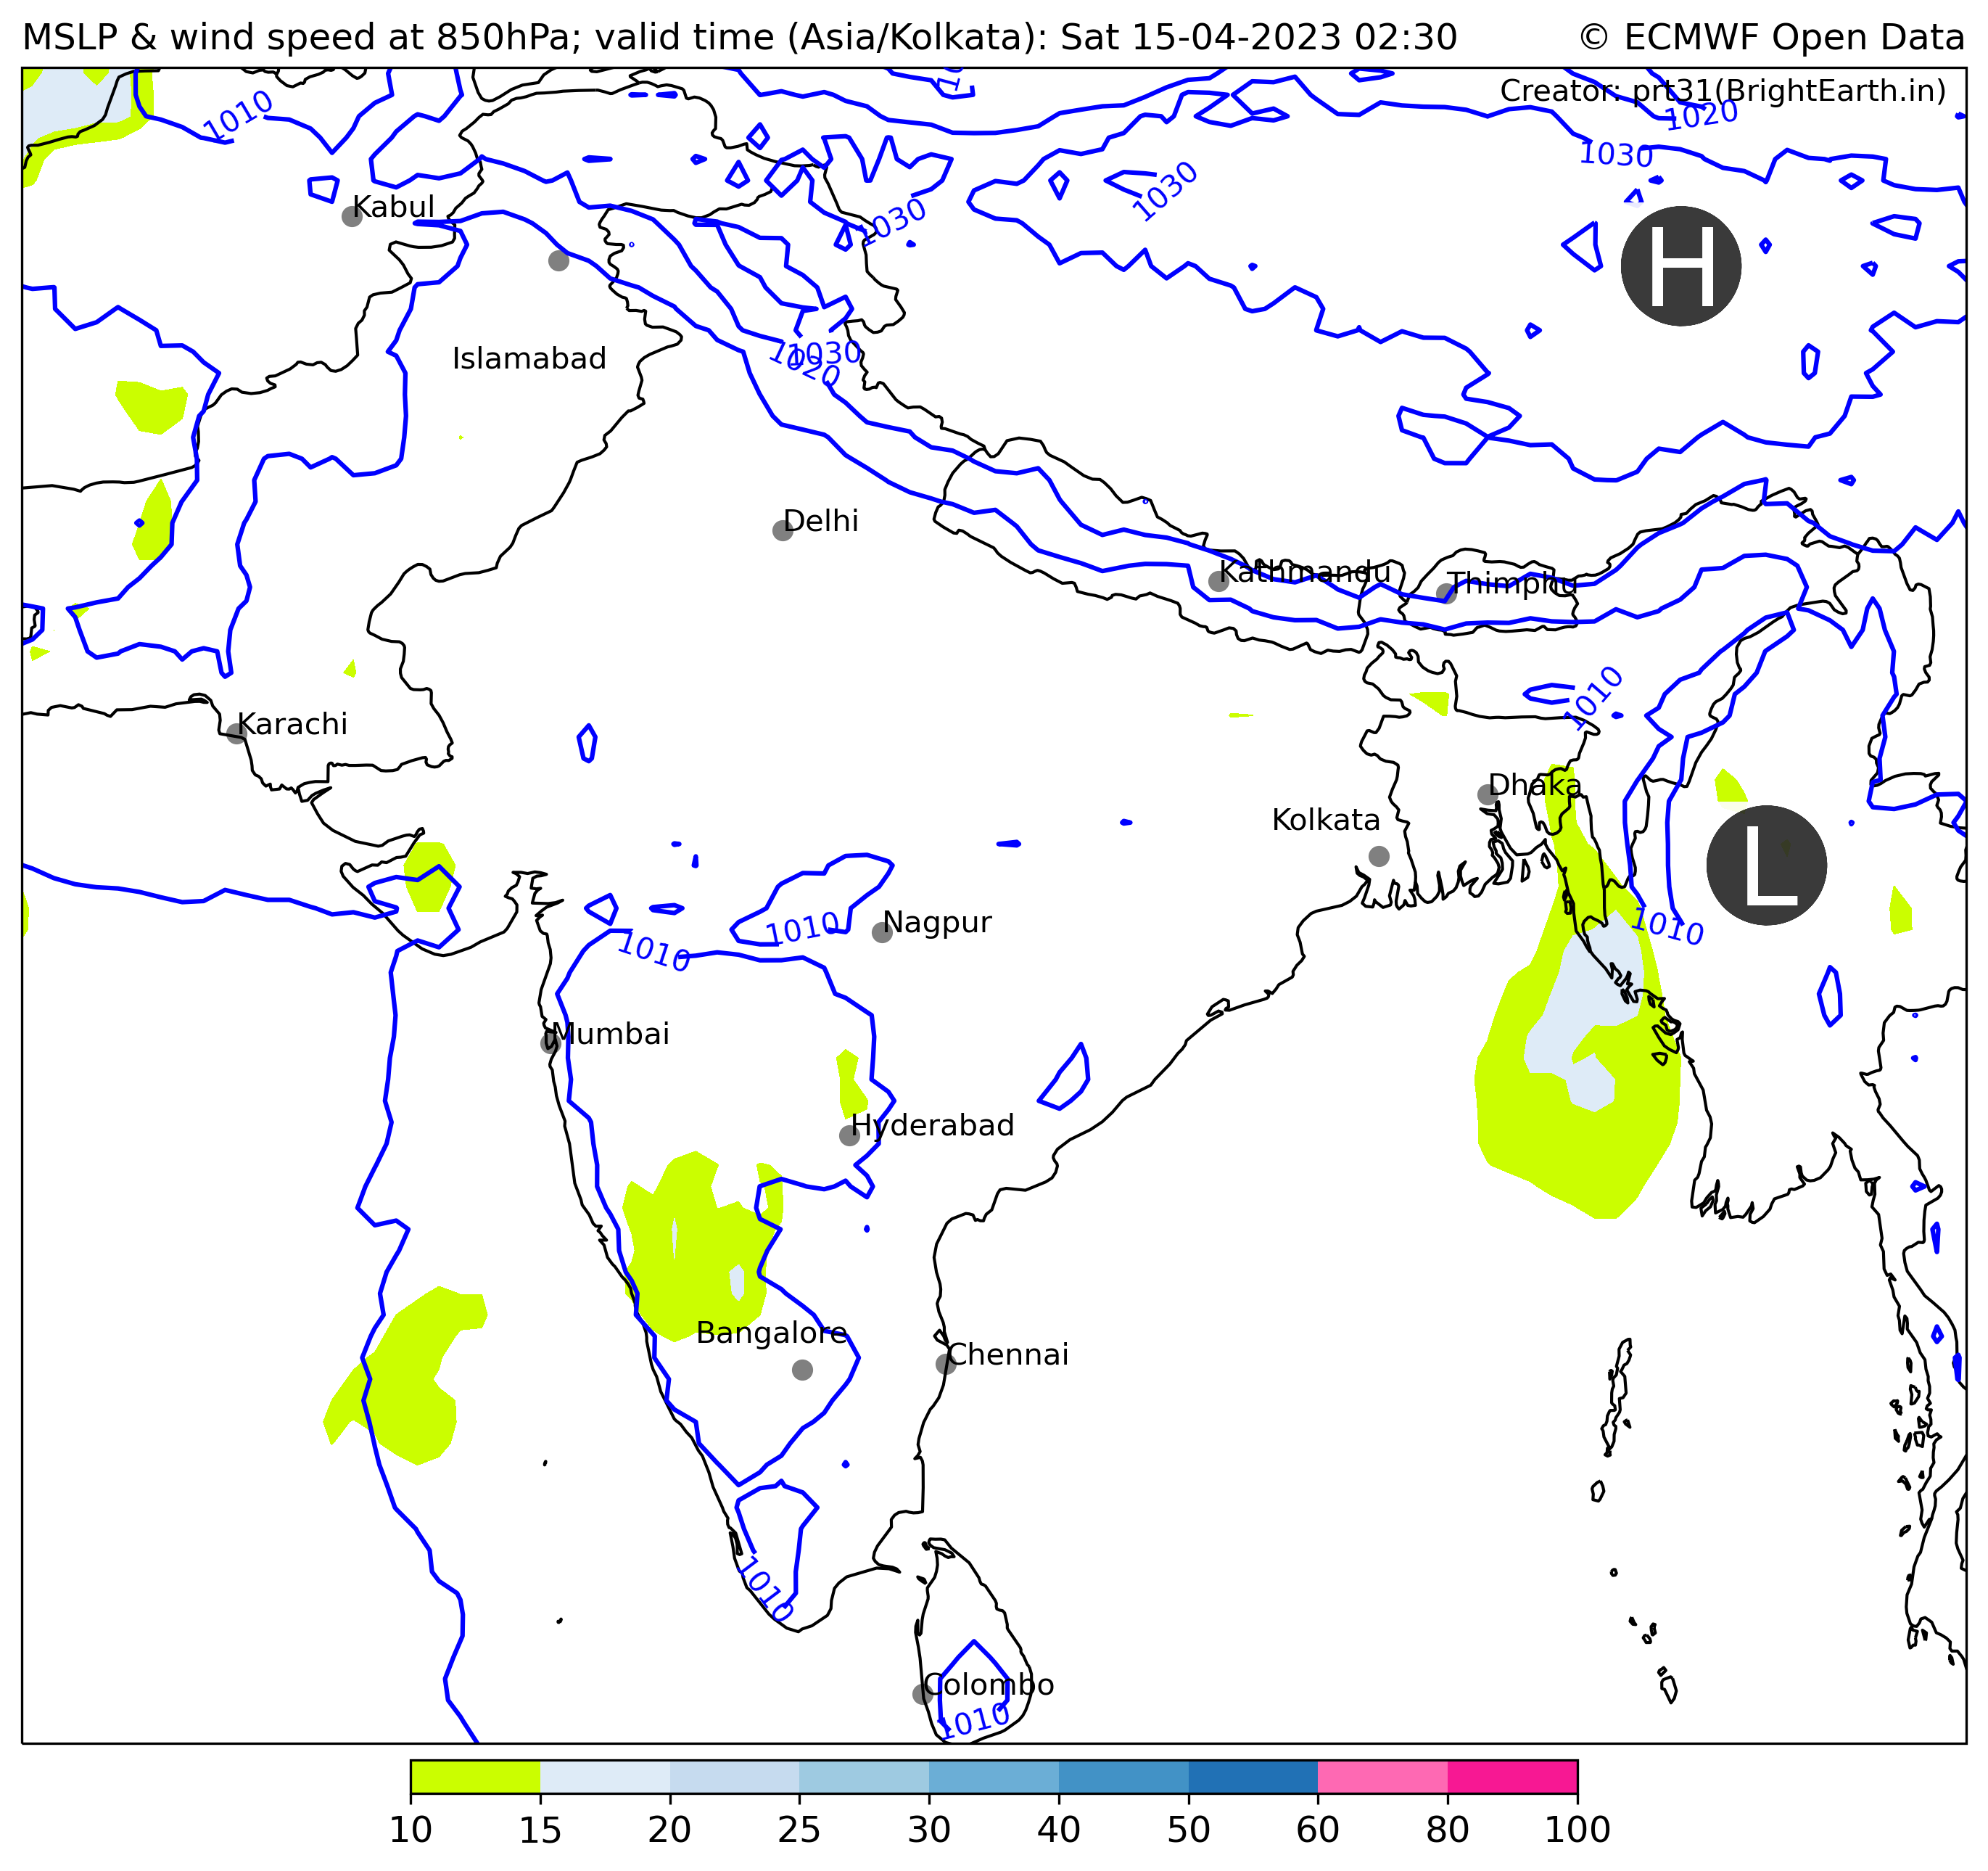 MSLP & wind speed at 850hPa; valid time (Asia/Kolkata): Sat 15-04-2023 02:30 © ECMWF Open Data
Creator: prt31(BrightEarth.in)
1010
1020
1030
1030
1030
Kabul
H
1030
1020
Islamabad
Delhi
Kathmandu
Thimphu
1010
Karachi
Dhaka
Kolkata
L
Nagpur
1010
1010
1010
Mumbai
Hyderabad
Bangalore
Chennai
1010
Colombo
1010
10 15 20 25 30 40 50 60 80 100